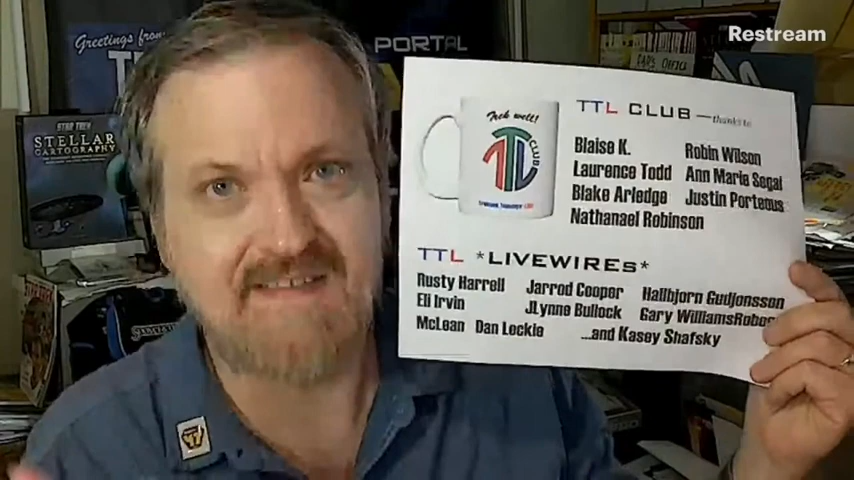 Restream
Greetings from
PORTAL
STAR TREK
STELLAR
CARTOGRAPHY
TTL CLUB — thanks to
Trek well!
TTL
CLUB
Blaise K.
Laurence Todd
Blake Arledge
Nathanael Robinson
Robin Wilson
Ann Marie Segal
Justin Porteous
TTL *LIVEWIRES*
Rusty Harrell
Jarrod Cooper
Hallbjorn Gudjonsson
Eli Irvin
JLynne Bullock
Gary WilliamsRober
McLean
Dan Leckie
...and Kasey Shafsky